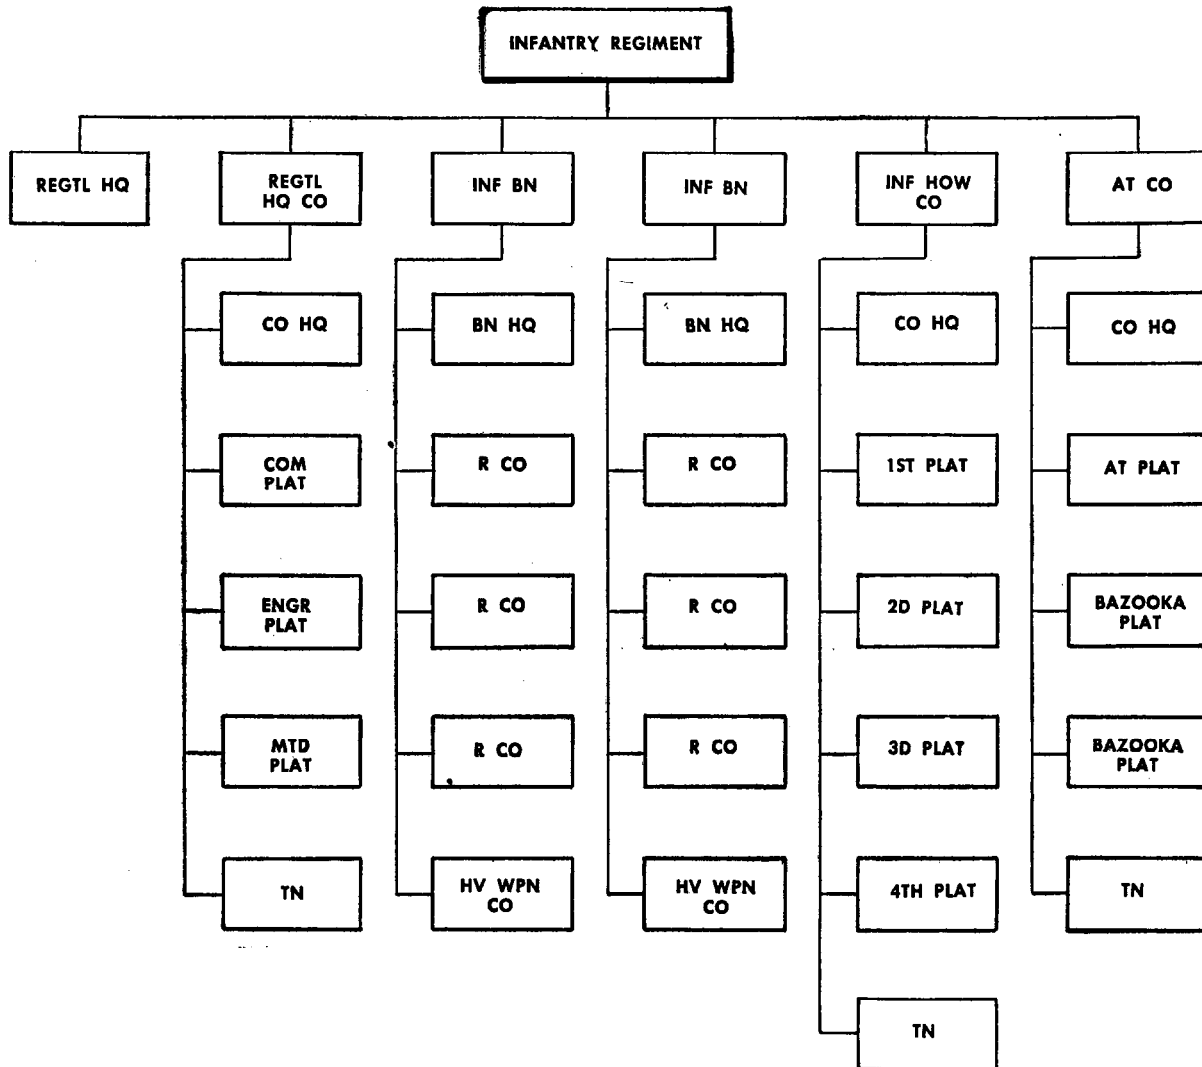 INFANTRY REGIMENT
REGTL HQ
REGTL
HQ CO
INF BN
INF BN
INF HOW
CO
AT CO
CO HQ
BN HQ
BN HQ
CO HQ
CO HQ
COM
PLAT
R CO
R CO
1ST PLAT
AT PLAT
ENGR
PLAT
R CO
R CO
2D PLAT
BAZOOKA
PLAT
MTD
PLAT
R CO
R CO
3D PLAT
BAZOOKA
PLAT
TN
HV WPN
CO
HV WPN
CO
4TH PLAT
TN
TN